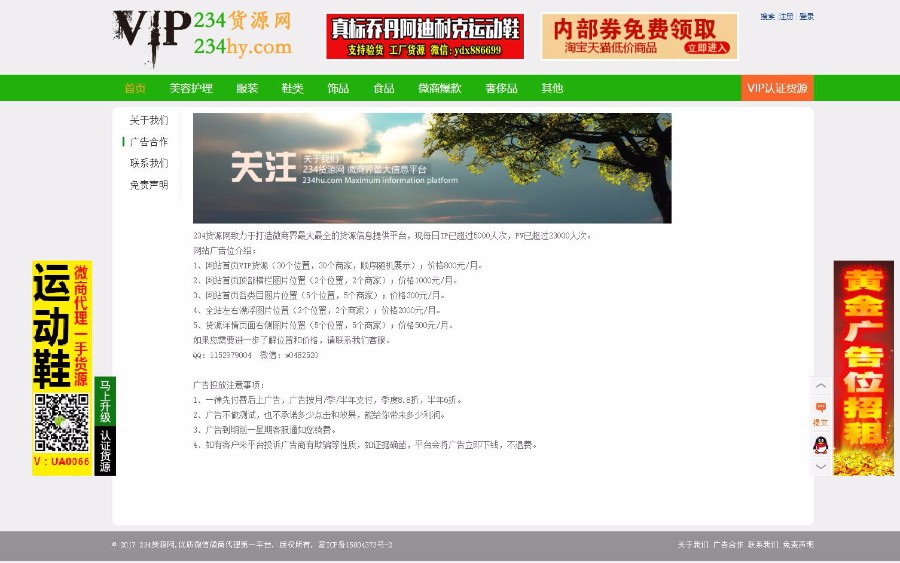 VIP 234货源网
234hy.com
真标乔丹阿迪耐克运动鞋
支持验货 工厂货源 微信:ydx886699
内部券免费领取
淘宝天猫低价商品 立即进入
搜索 注册 | 登录
首页 美容护理 服装 鞋类 饰品 食品 微商爆款 奢侈品 其他 VIP认证货源
关于我们
广告合作
联系我们
免责声明
关注
关于我们
234货源网 微商界最大信息平台
234hu.com Maximum information platform
234货源网致力于打造微商界最大最全的货源信息提供平台，现每日IP已超过5000人次，PV已超过23000人次。
网站广告位介绍：
1、网站首页VIP货源（30个位置，30个商家，顺序随机展示）；价格800元/月。
2、网站首页顶部横栏图片位置（2个位置，2个商家）；价格1000元/月。
3、网站首页各类目图片位置（5个位置，5个商家）；价格300元/月。
4、全站左右漂浮图片位置（2个位置，2个商家）；价格2000元/月。
5、货源详情页面右侧图片位置（5个位置，5个商家）；价格500元/月。
如果您需要进一步了解位置和价格，请联系我们客服。
QQ：1152979004 微信：w0482520
广告投放注意事项：
1、一律先付费后上广告，广告按月/季/半年支付，季度8.8折，半年6折。
2、广告不做测试，也不承诺多少点击和效果，能给你带来多少利润。
3、广告到期前一星期客服通知您续费。
4、如有客户来平台投诉广告商有欺骗等性质，如证据确凿，平台会将广告立即下线，不退费。
微商代理一手货源
运动鞋
V：UA0066
马上升级
认证货源
黄金广告位招租
提交
© 2017 234货源网,优质微信微商代理第一平台. 版权所有. 蒙ICP备15004373号-2
关于我们 广告合作 联系我们 免责声明